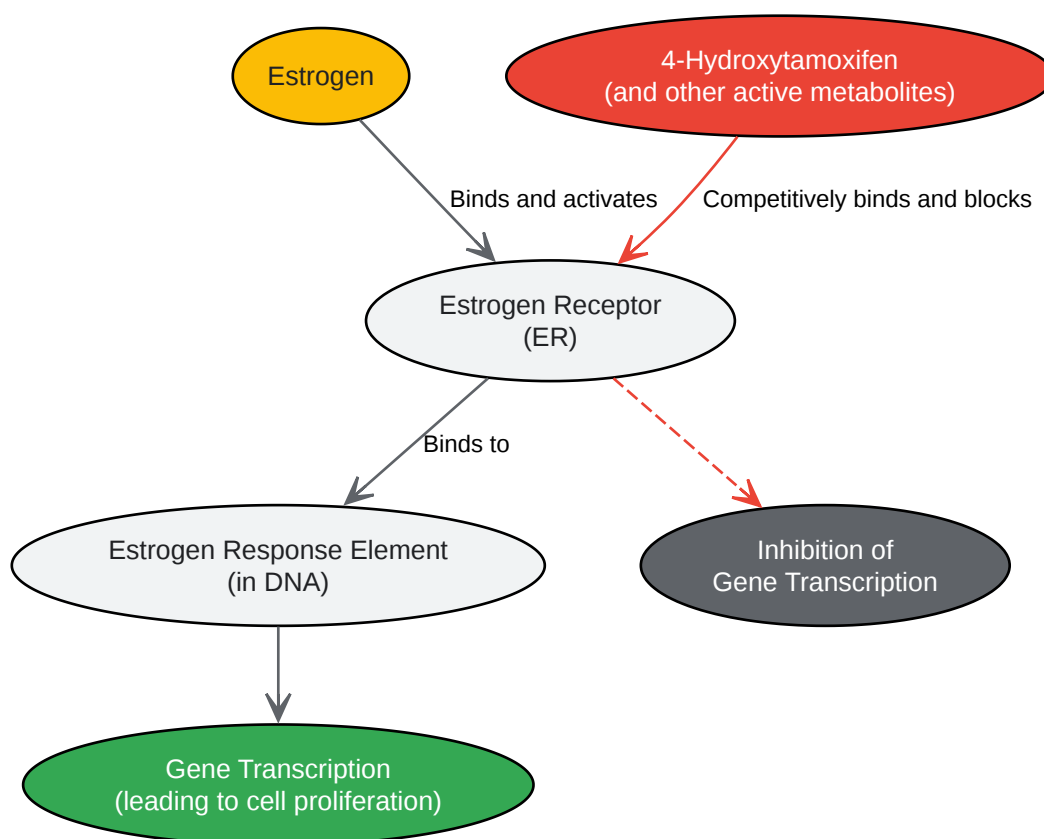 Estrogen
4-Hydroxytamoxifen
(and other active metabolites)
Binds and activates
Competitively binds and blocks
Estrogen Receptor
(ER)
Binds to
Estrogen Response Element
(in DNA)
Inhibition of
Gene Transcription
Gene Transcription
(leading to cell proliferation)